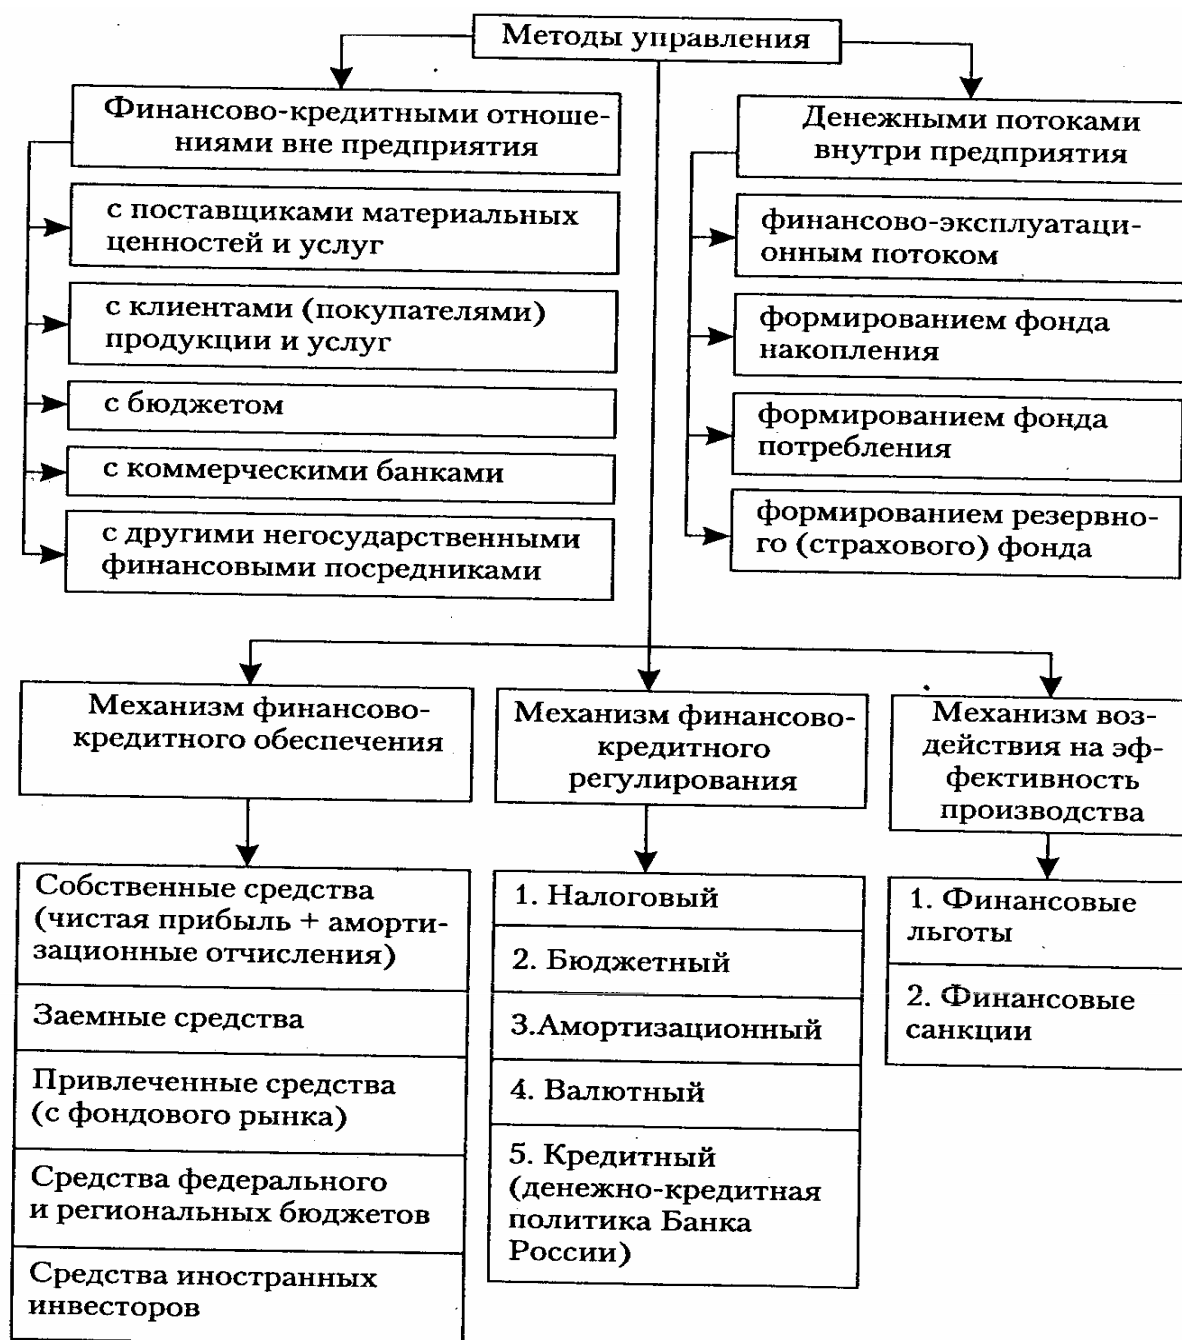 Методы управления
Финансово-кредитными отноше-
ниями вне предприятия
с поставщиками материальных
ценностей и услуг
с клиентами (покупателями)
продукции и услуг
с бюджетом
с коммерческими банками
с другими негосударственными
финансовыми посредниками
Денежными потоками
внутри предприятия
финансово-эксплуатаци-
онным потоком
формированием фонда
накопления
формированием фонда
потребления
формированием резервно-
го (страхового) фонда
Механизм финансово-
кредитного обеспечения
Собственные средства
(чистая прибыль + аморти-
зационные отчисления)
Заемные средства
Привлеченные средства
(с фондового рынка)
Средства федерального
и региональных бюджетов
Средства иностранных
инвесторов
Механизм финансово-
кредитного
регулирования
1. Налоговый
2. Бюджетный
3.Амортизационный
4. Валютный
5. Кредитный
(денежно-кредитная
политика Банка
России)
Механизм воз-
действия на эф-
фективность
производства
1. Финансовые
льготы
2. Финансовые
санкции